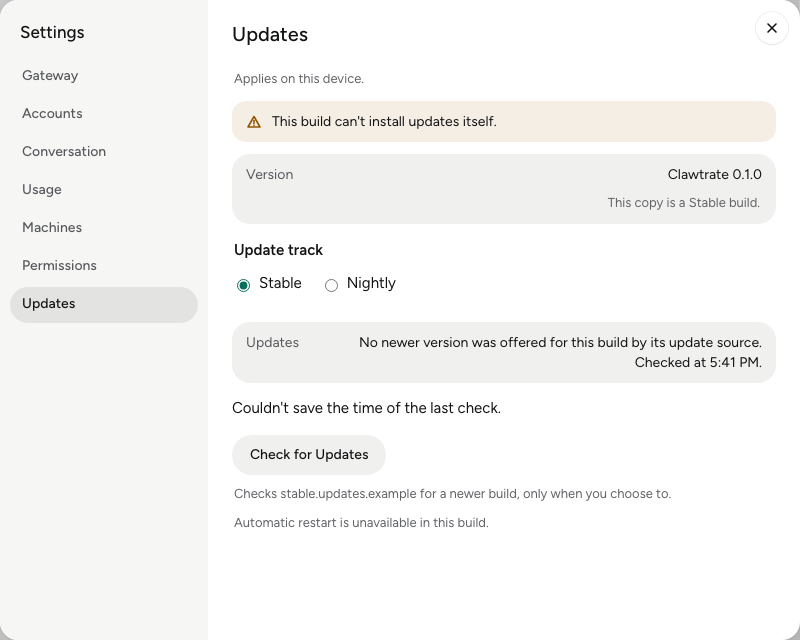 Settings
Gateway
Accounts
Conversation
Usage
Machines
Permissions
Updates
Updates
Applies on this device.
This build can't install updates itself.
Version
Clawtrate 0.1.0
This copy is a Stable build.
Update track
Stable
Nightly
Updates
No newer version was offered for this build by its update source.
Checked at 5:41 PM.
Couldn't save the time of the last check.
Check for Updates
Checks stable.updates.example for a newer build, only when you choose to.
Automatic restart is unavailable in this build.